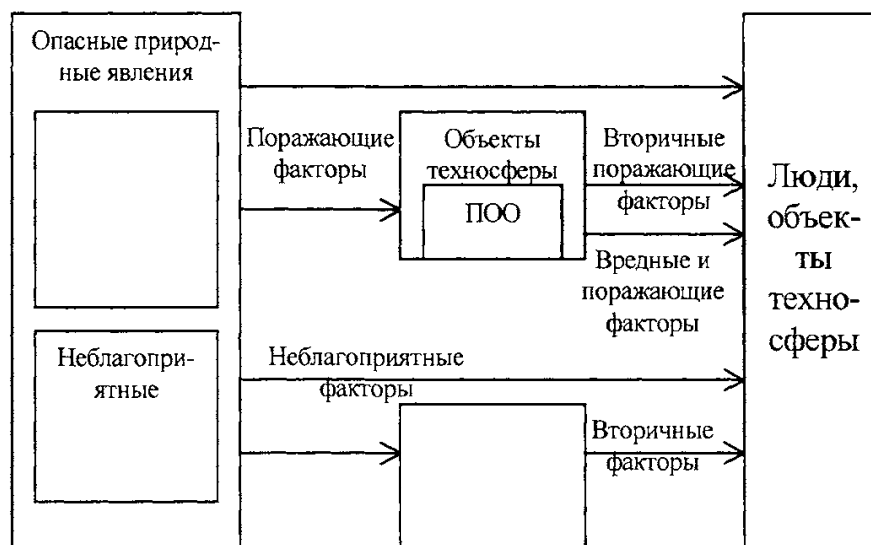 Опасные природ-
ные явления
Поражающие
факторы
Объекты
техносферы
ПОО
Вторичные
поражающие
факторы
Вредные и
поражающие
факторы
Люди,
объек-
ты
техно-
сферы
Неблагопри-
ятные
Неблагоприятные
факторы
Вторичные
факторы